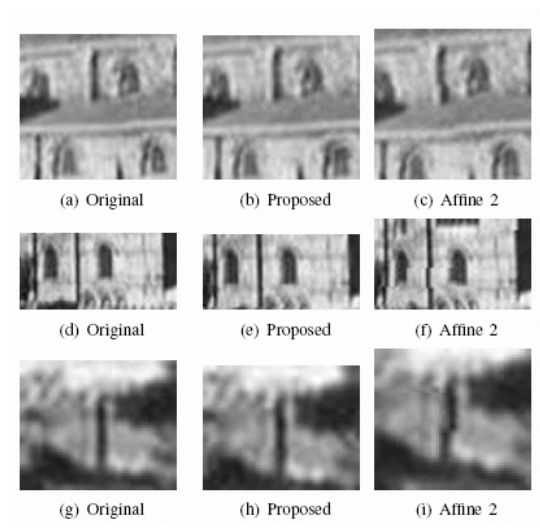 (a) Original
(b) Proposed
(c) Affine 2
(d) Original
(e) Proposed
(f) Affine 2
(g) Original
(h) Proposed
(i) Affine 2